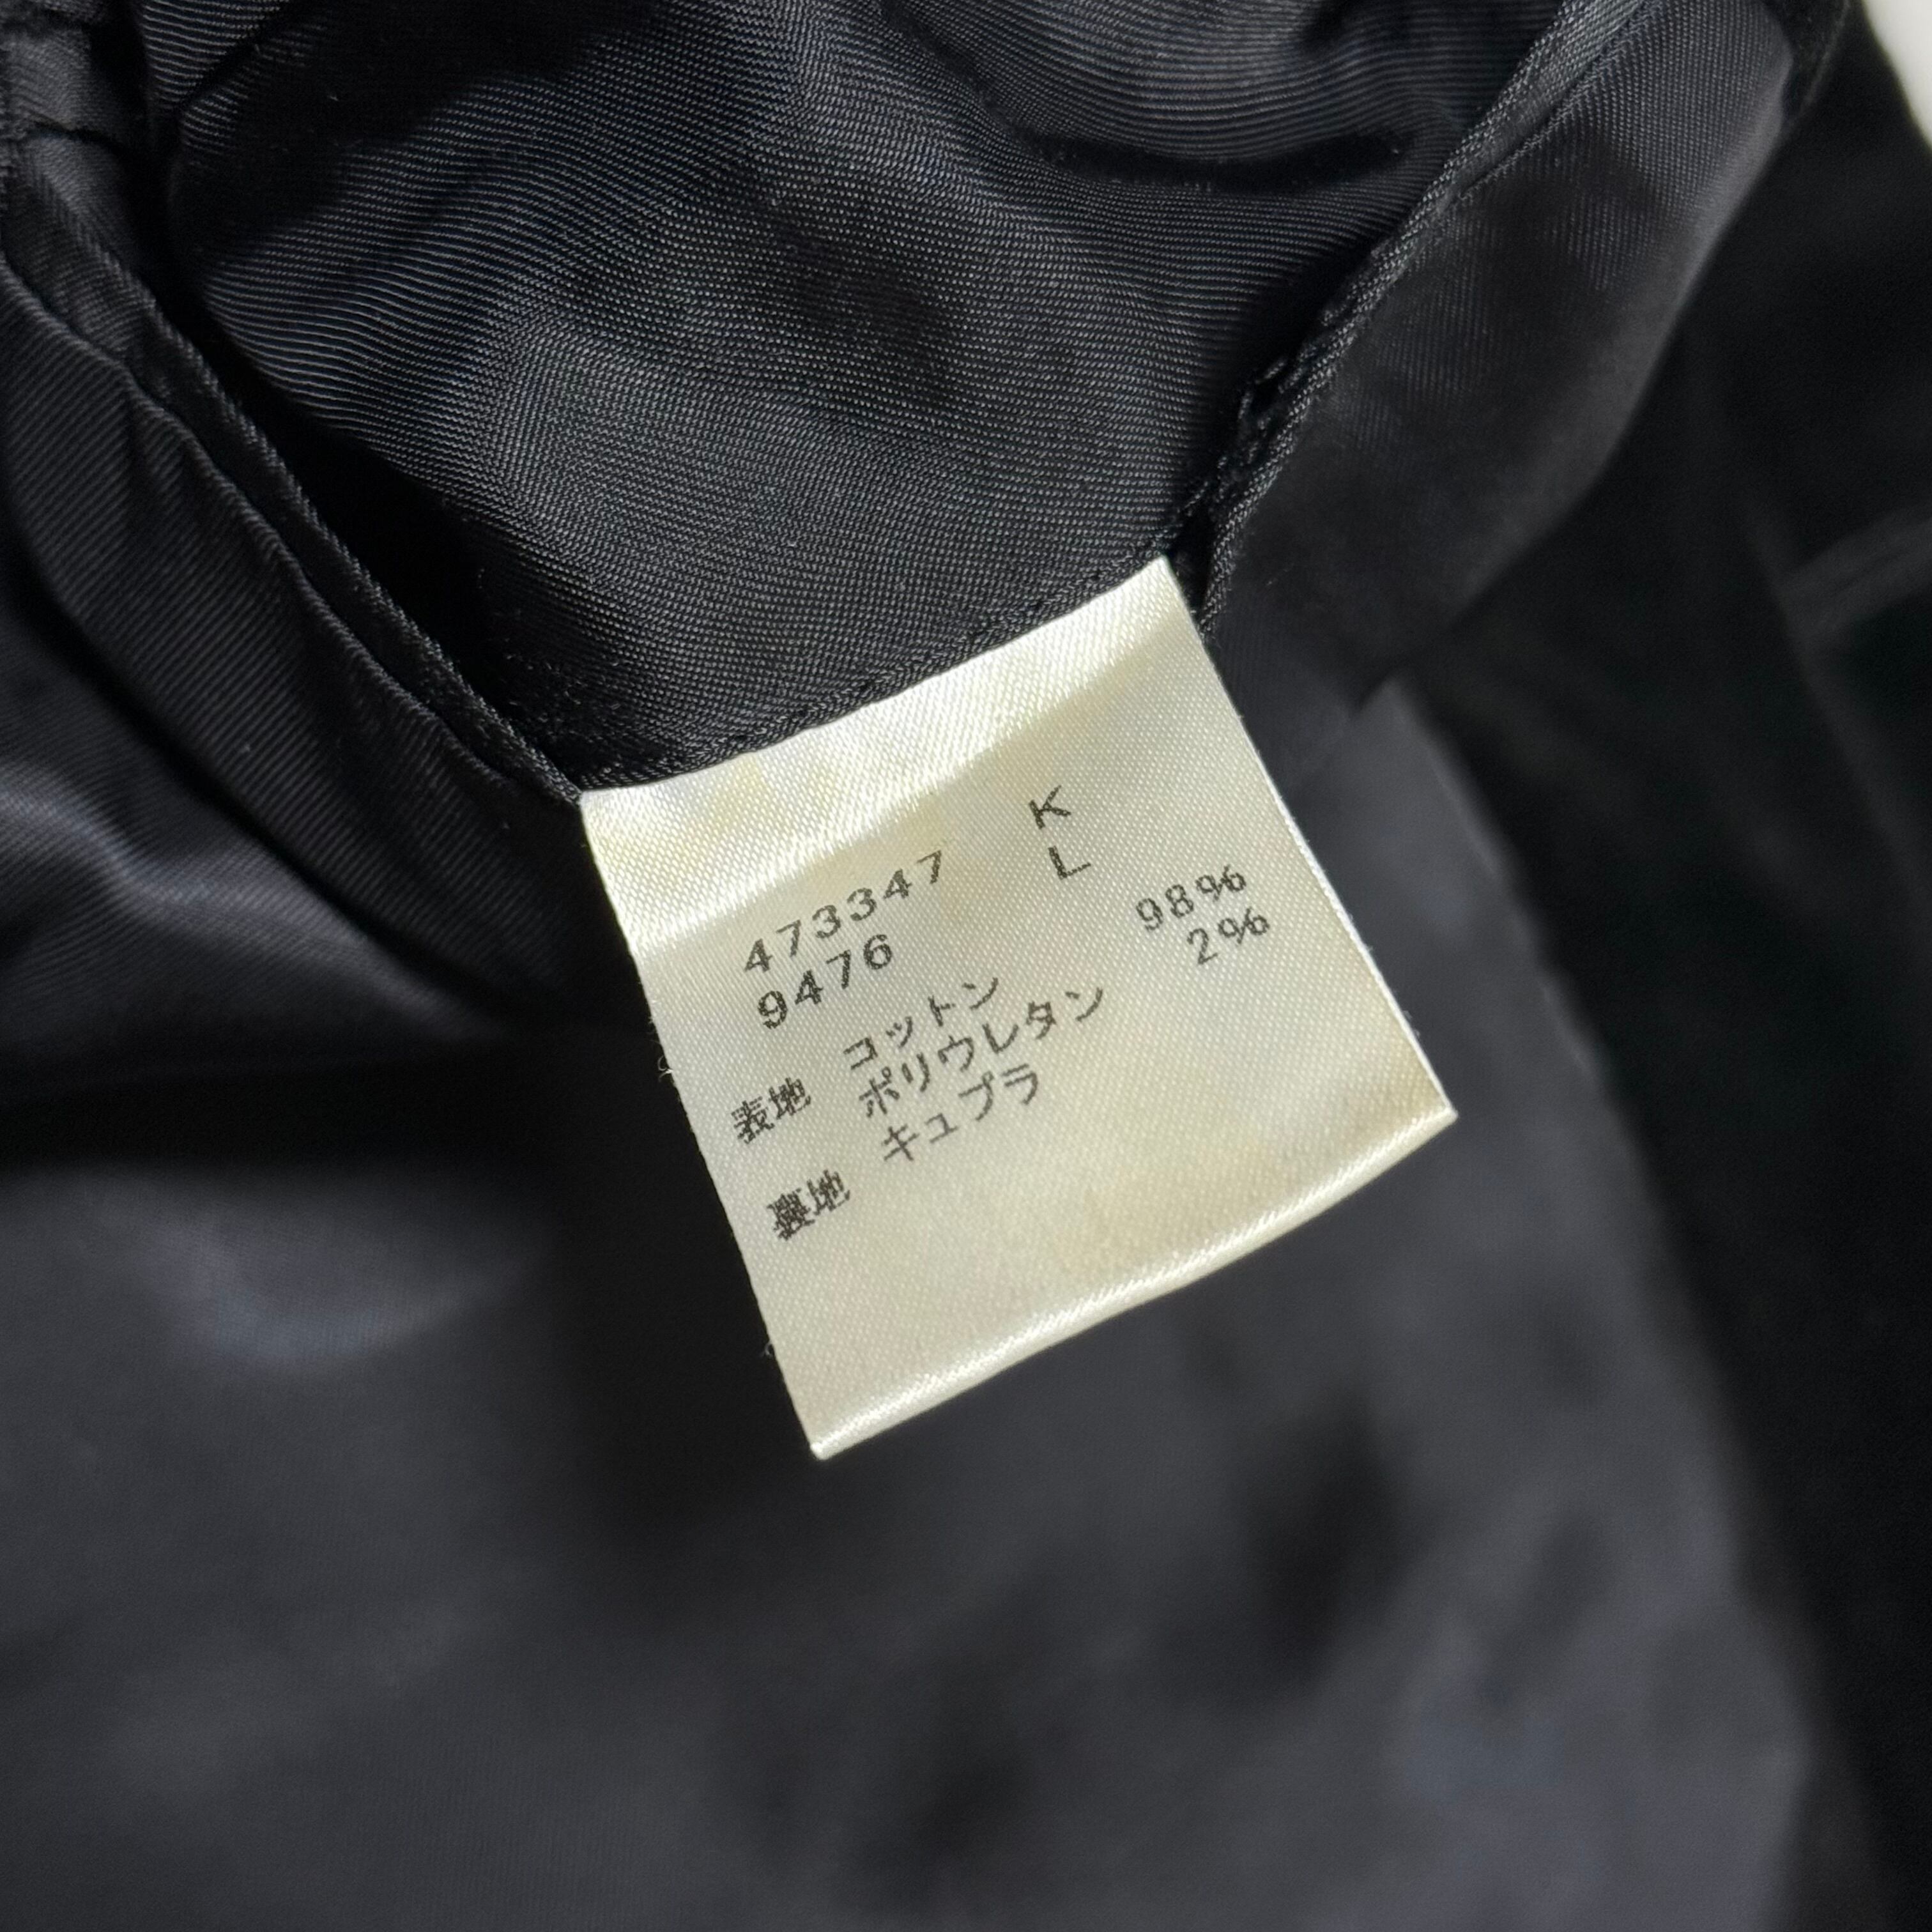 473347 K
9476 L
表地 コットン 98%
ポリウレタン 2%
裏地 キュプラ